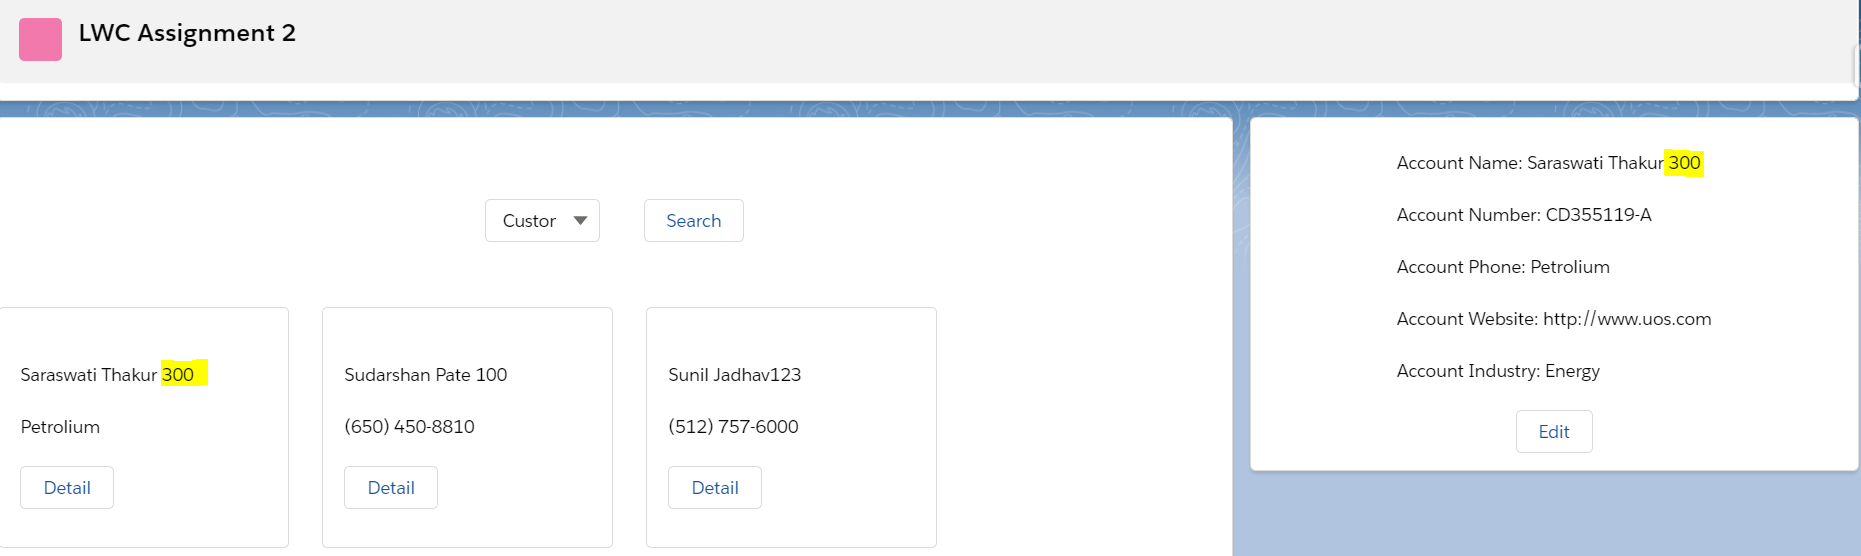 LWC Assignment 2
Custor
Search
Saraswati Thakur 300
Petrolium
Detail
Sudarshan Pate 100
(650) 450-8810
Detail
Sunil Jadhav123
(512) 757-6000
Detail
Account Name: Saraswati Thakur 300
Account Number: CD355119-A
Account Phone: Petrolium
Account Website: http://www.uos.com
Account Industry: Energy
Edit